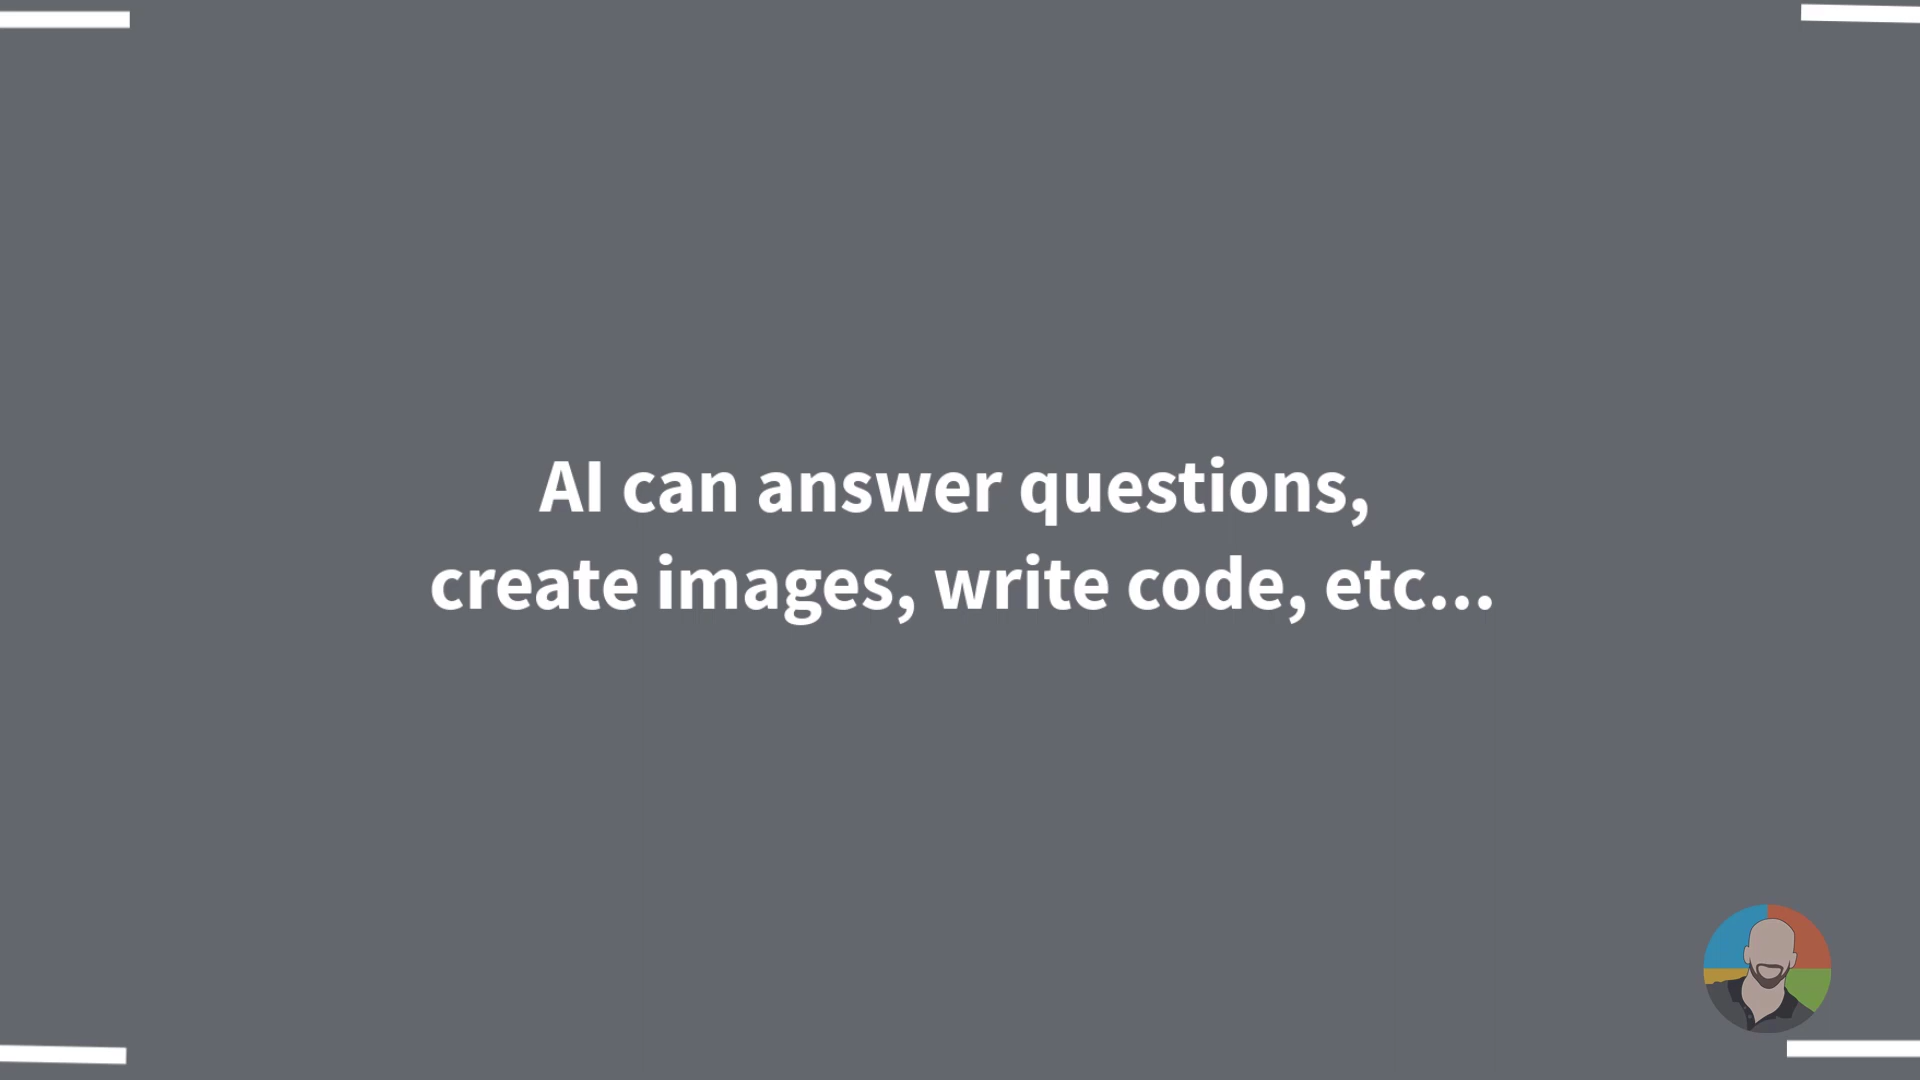 AI can answer questions,
create images, write code, etc...